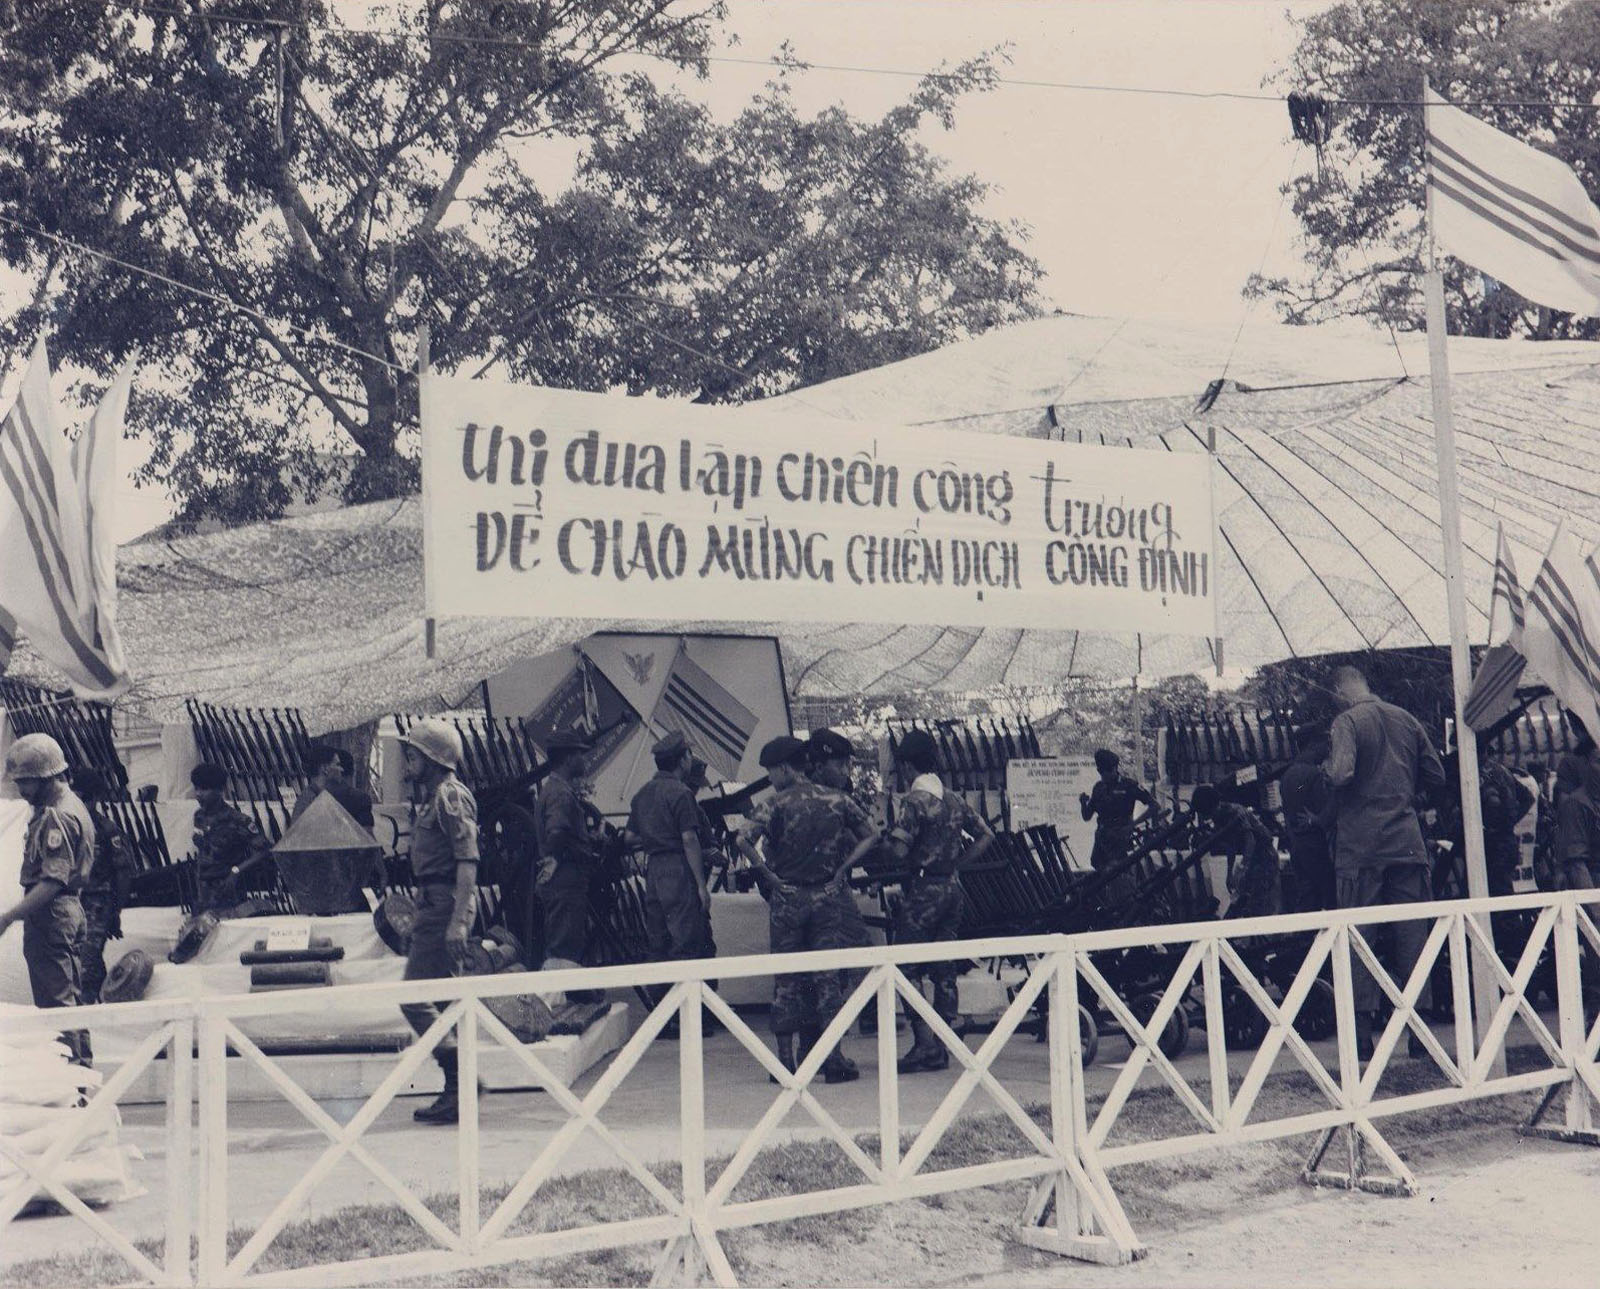 thi đua lập chiến công trương
ĐỂ CHÀO MỪNG CHIẾN DỊCH CÔNG ĐỊNH